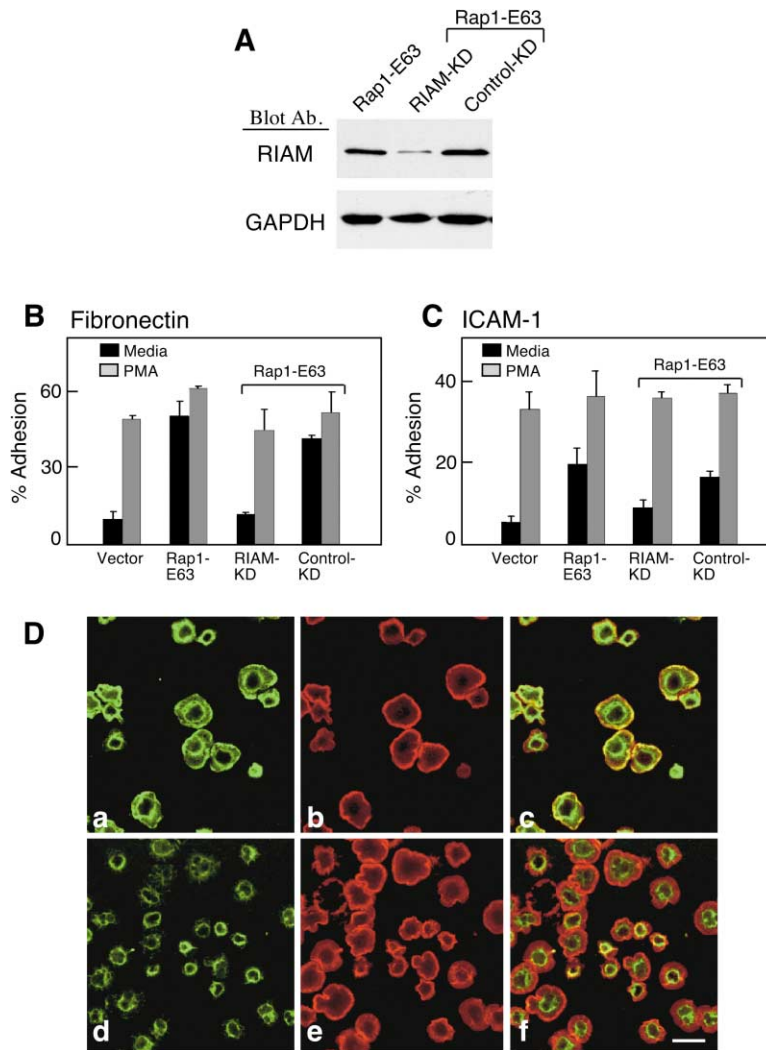 A
Rap1-E63
Rap1-E63
RIAM-KD
Control-KD
Blot Ab.
RIAM
GAPDH
B Fibronectin
Media
PMA
Rap1-E63
% Adhesion
60
30
0
Vector
Rap1-
E63
RIAM-
KD
Control-
KD
C ICAM-1
Media
PMA
Rap1-E63
% Adhesion
40
20
0
Vector
Rap1-
E63
RIAM-
KD
Control-
KD
D
a
b
c
d
e
f